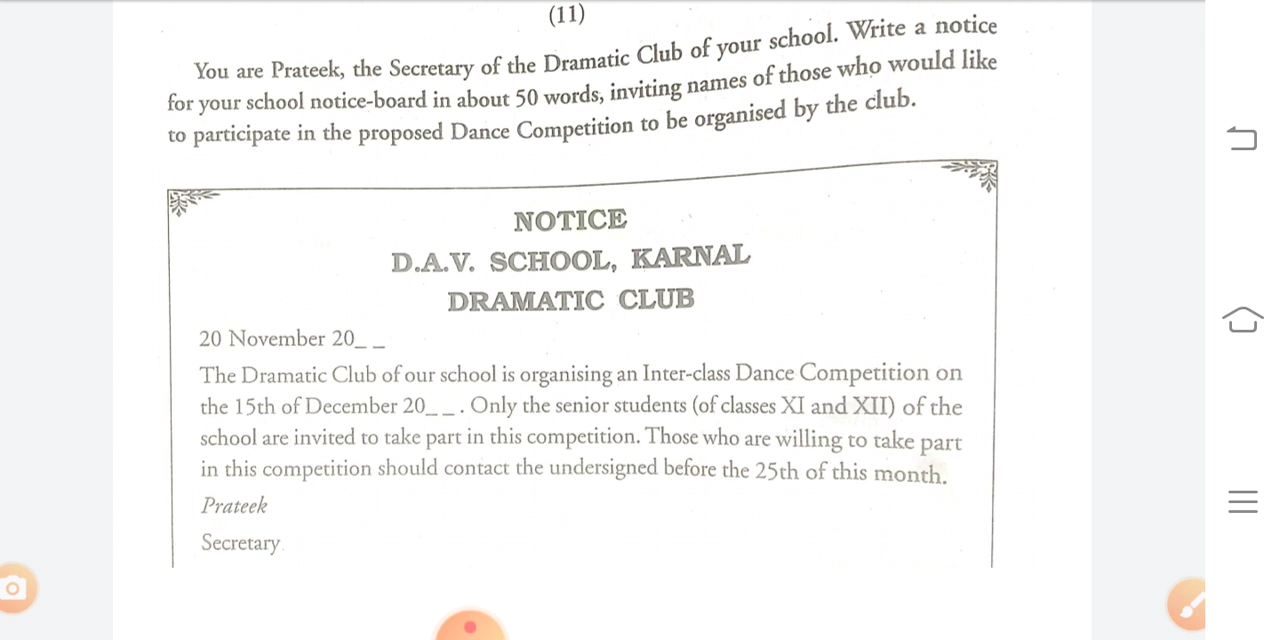 (11)
You are Prateek, the Secretary of the Dramatic Club of your school. Write a notice
for your school notice-board in about 50 words, inviting names of those who would like
to participate in the proposed Dance Competition to be organised by the club.
NOTICE
D.A.V. SCHOOL, KARNAL
DRAMATIC CLUB
20 November 20_ _
The Dramatic Club of our school is organising an Inter-class Dance Competition on
the 15th of December 20_ _ . Only the senior students (of classes XI and XII) of the
school are invited to take part in this competition. Those who are willing to take part
in this competition should contact the undersigned before the 25th of this month.
Prateek
Secretary